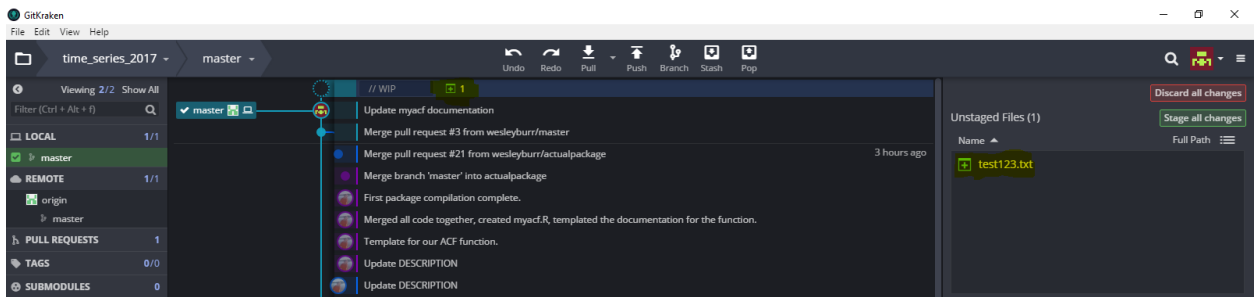 GitKraken
File Edit View Help
time_series_2017 master
Undo Redo Pull Push Branch Stash Pop
Viewing 2/2 Show All
Filter (Ctrl + Alt + f)
LOCAL 1/1
master
REMOTE 1/1
origin
master
PULL REQUESTS 1
TAGS 0/0
SUBMODULES 0
master
// WIP 1
Update myacf documentation
Merge pull request #3 from wesleyburr/master
Merge pull request #21 from wesleyburr/actualpackage 3 hours ago
Merge branch 'master' into actualpackage
First package compilation complete.
Merged all code together, created myacf.R, templated the documentation for the function.
Template for our ACF function.
Update DESCRIPTION
Update DESCRIPTION
Discard all changes
Unstaged Files (1) Stage all changes
Name Full Path
test123.txt